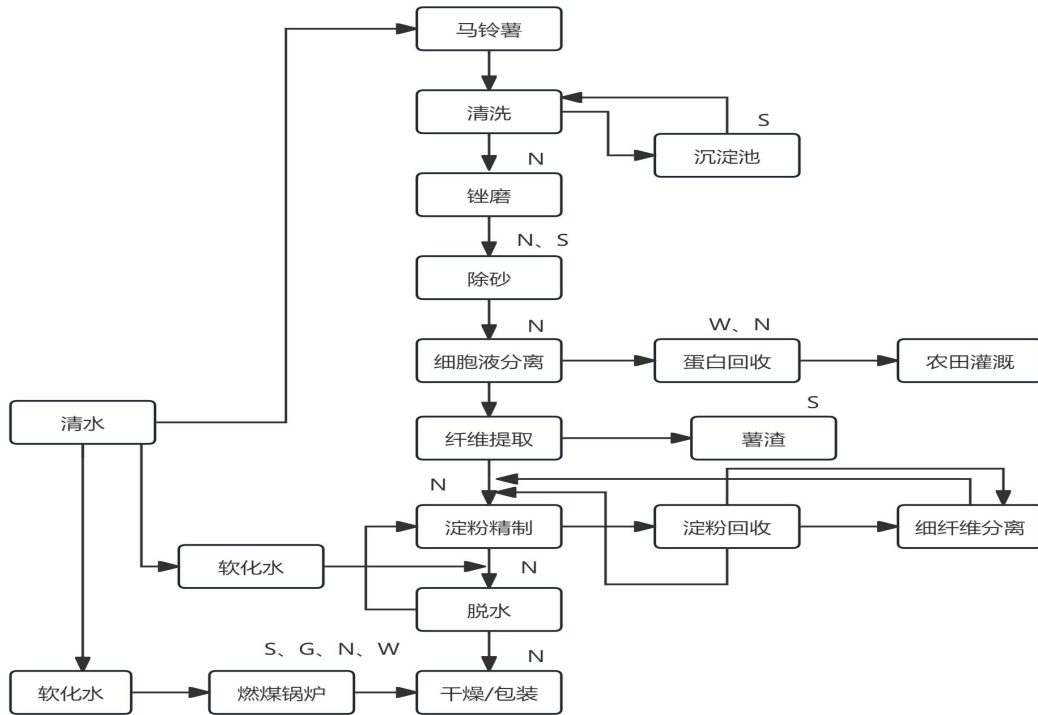 马铃薯
清洗
S
沉淀池
N
锉磨
N、S
除砂
N
W、N
细胞液分离
蛋白回收
农田灌溉
S
清水
纤维提取
薯渣
N
淀粉精制
淀粉回收
细纤维分离
软化水
N
脱水
S、G、N、W
N
软化水
燃煤锅炉
干燥/包装